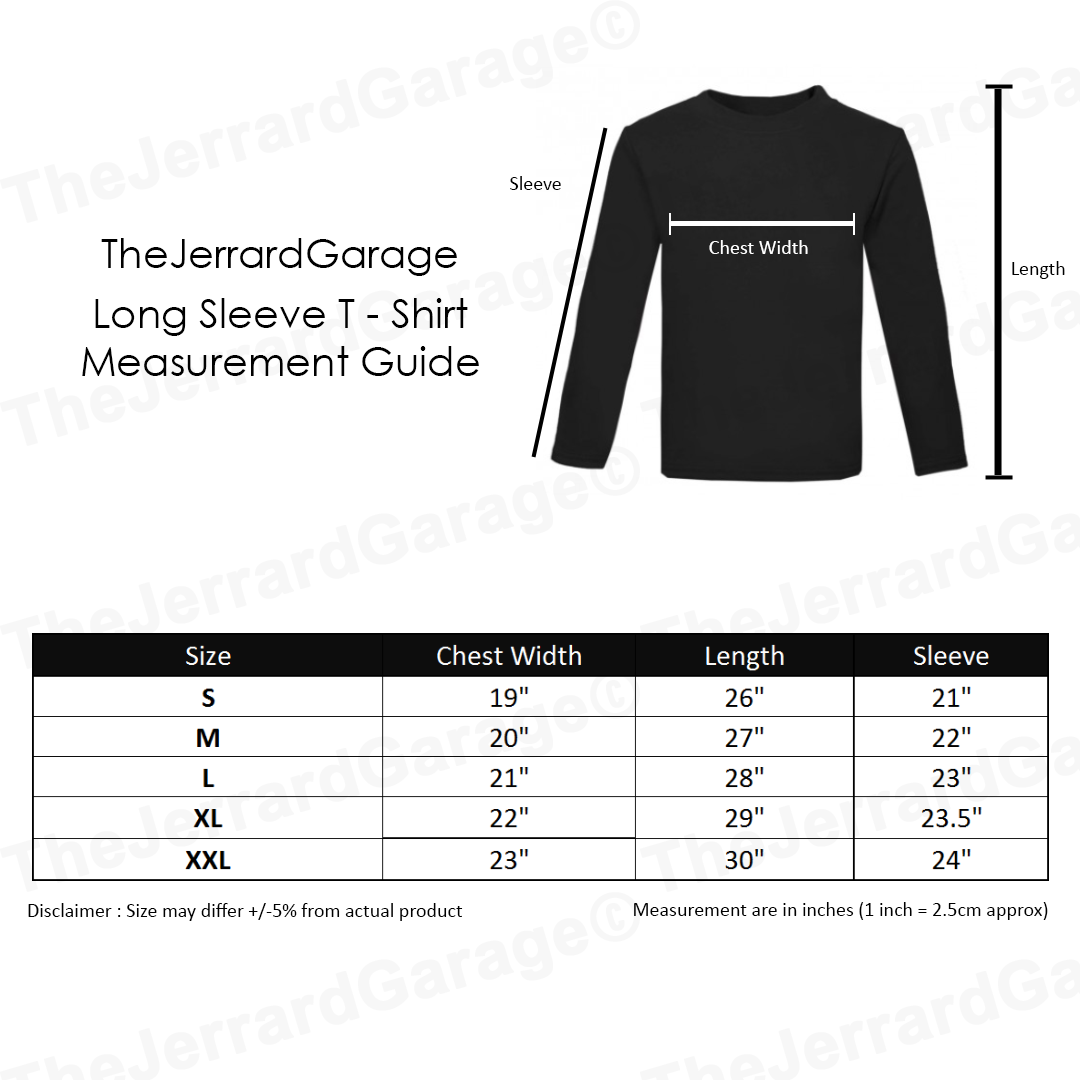 TheJerrardGarage©
TheJerrardGarage
Sleeve
Chest Width
Length
TheJerrardGarage
Long Sleeve T - Shirt
Measurement Guide
Size Chest Width Length Sleeve
S 19" 26" 21"
M 20" 27" 22"
L 21" 28" 23"
XL 22" 29" 23.5"
XXL 23" 30" 24"
Disclaimer : Size may differ +/-5% from actual product
Measurement are in inches (1 inch = 2.5cm approx)